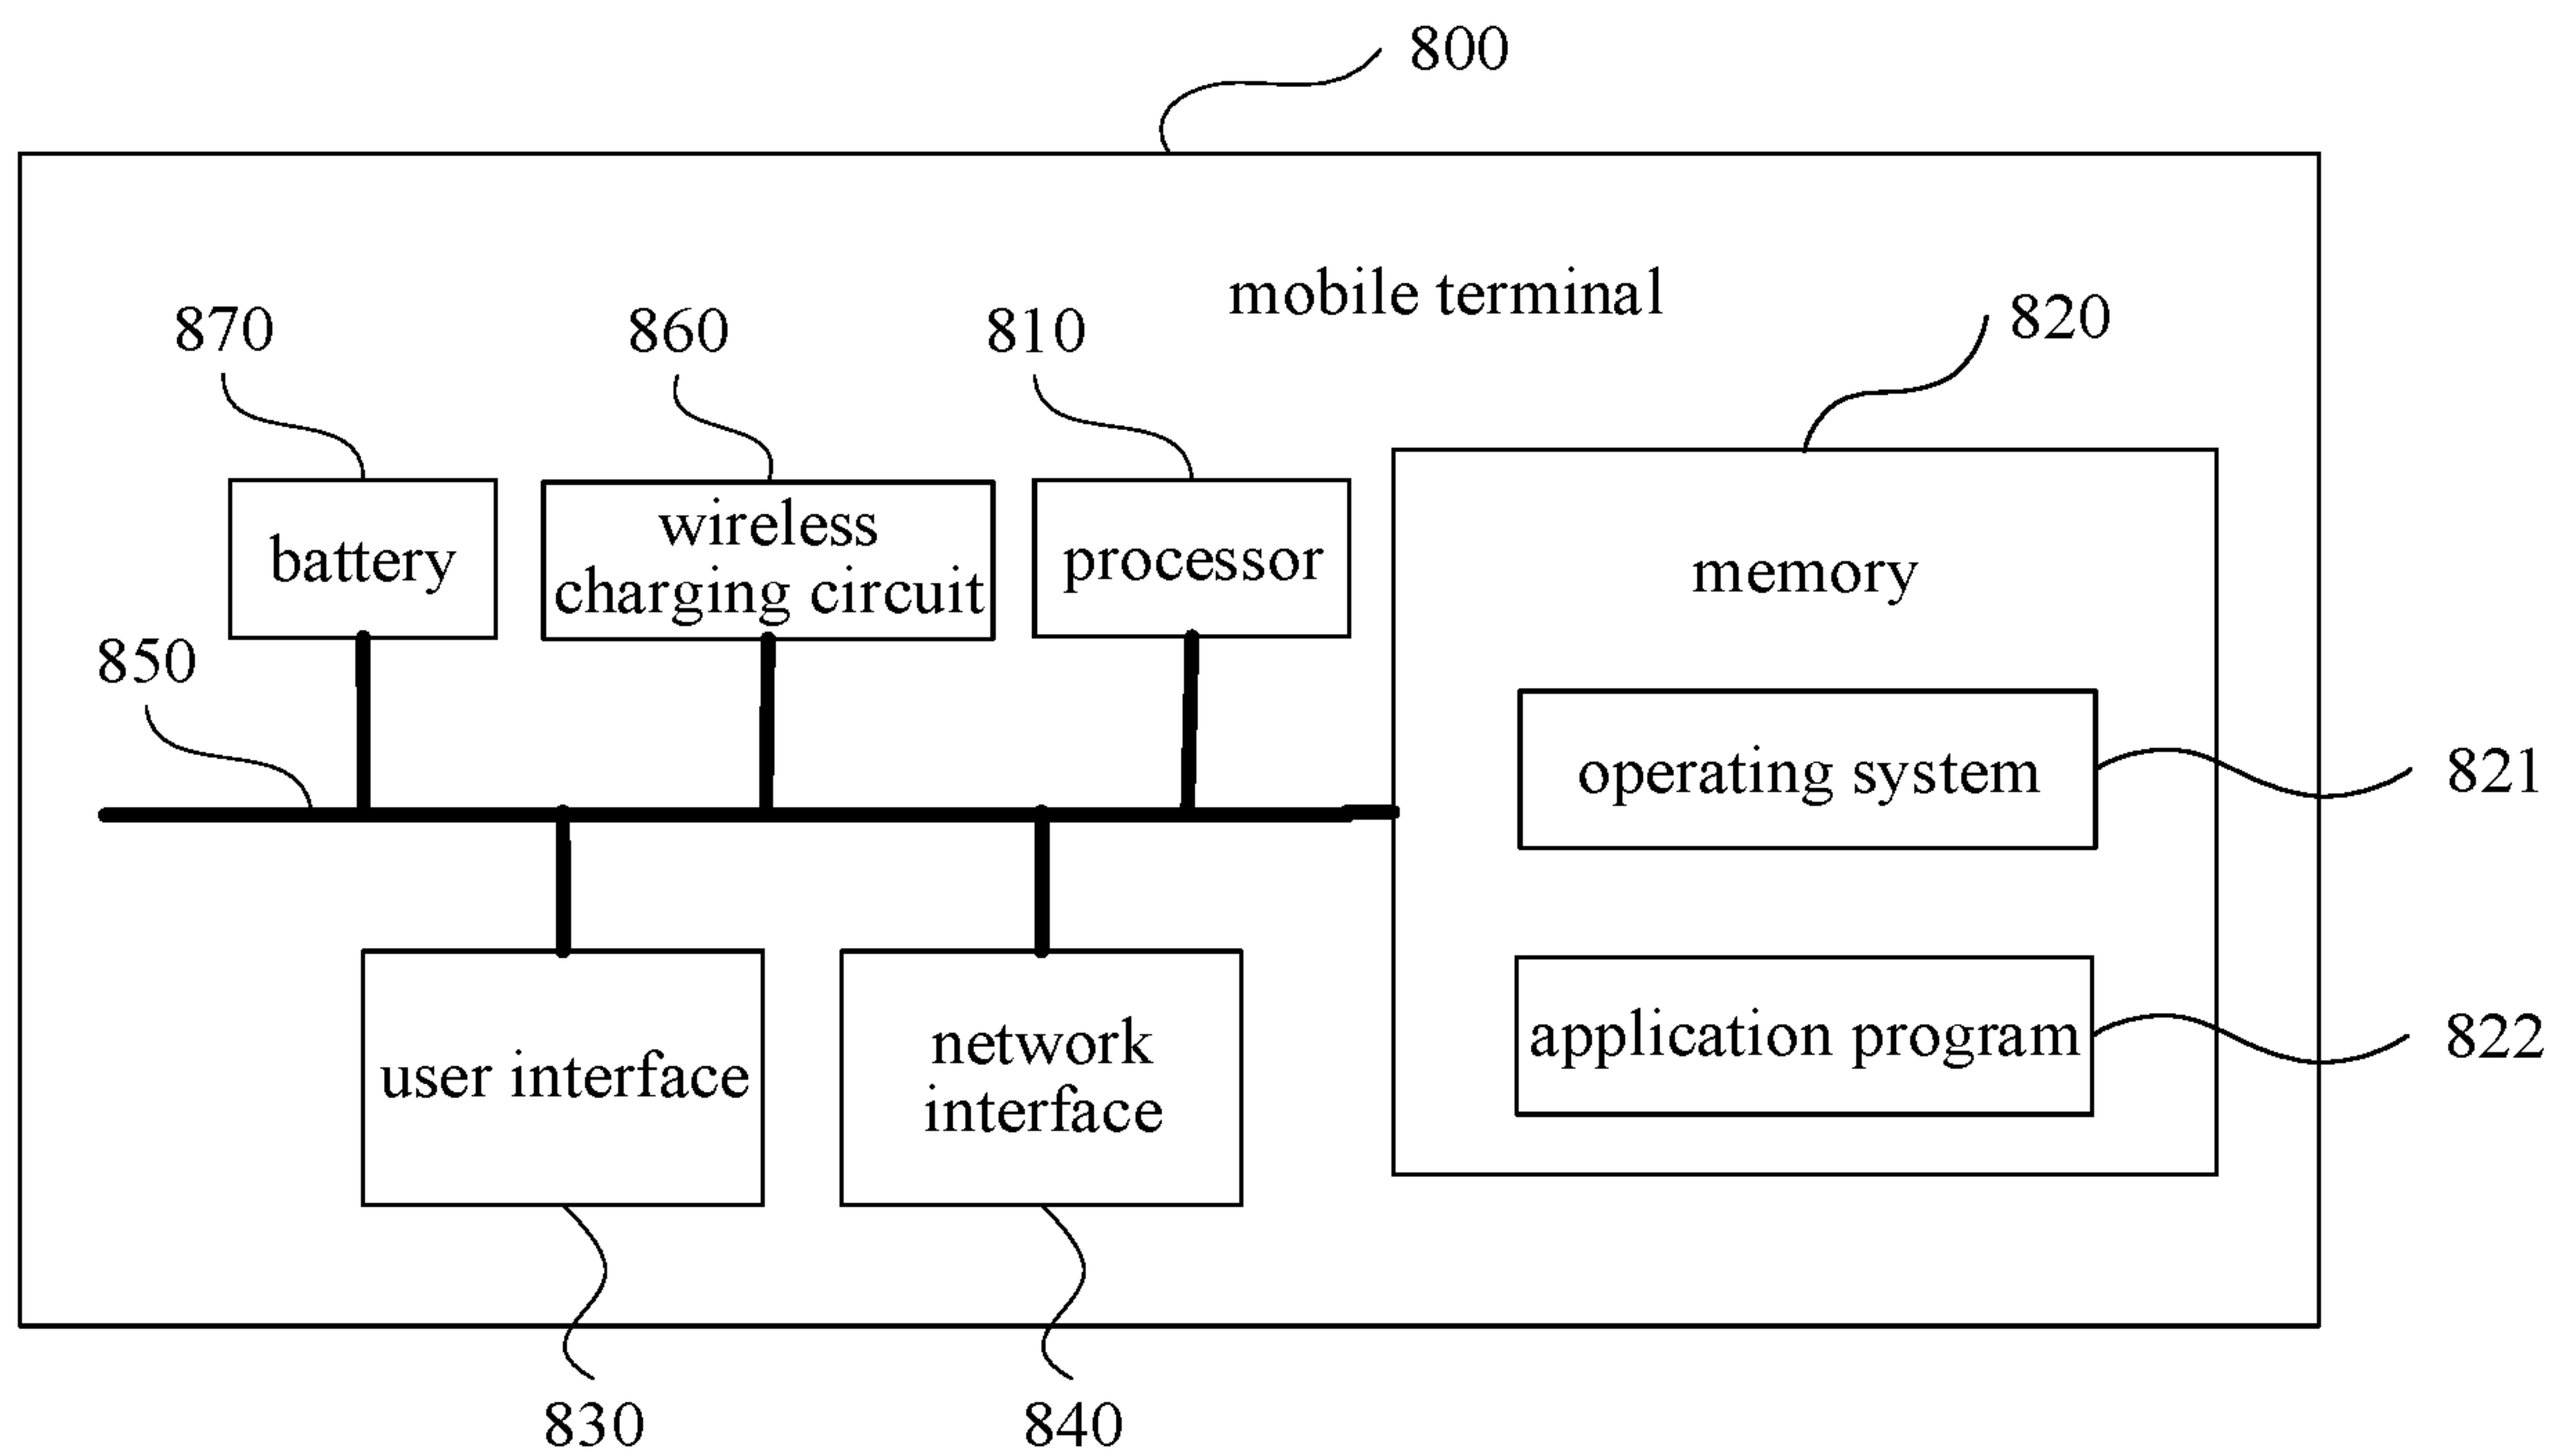 800
mobile terminal
870
860
810
820
battery
wireless
charging circuit
processor
memory
850
operating system
821
user interface
network
interface
application program
822
830
840